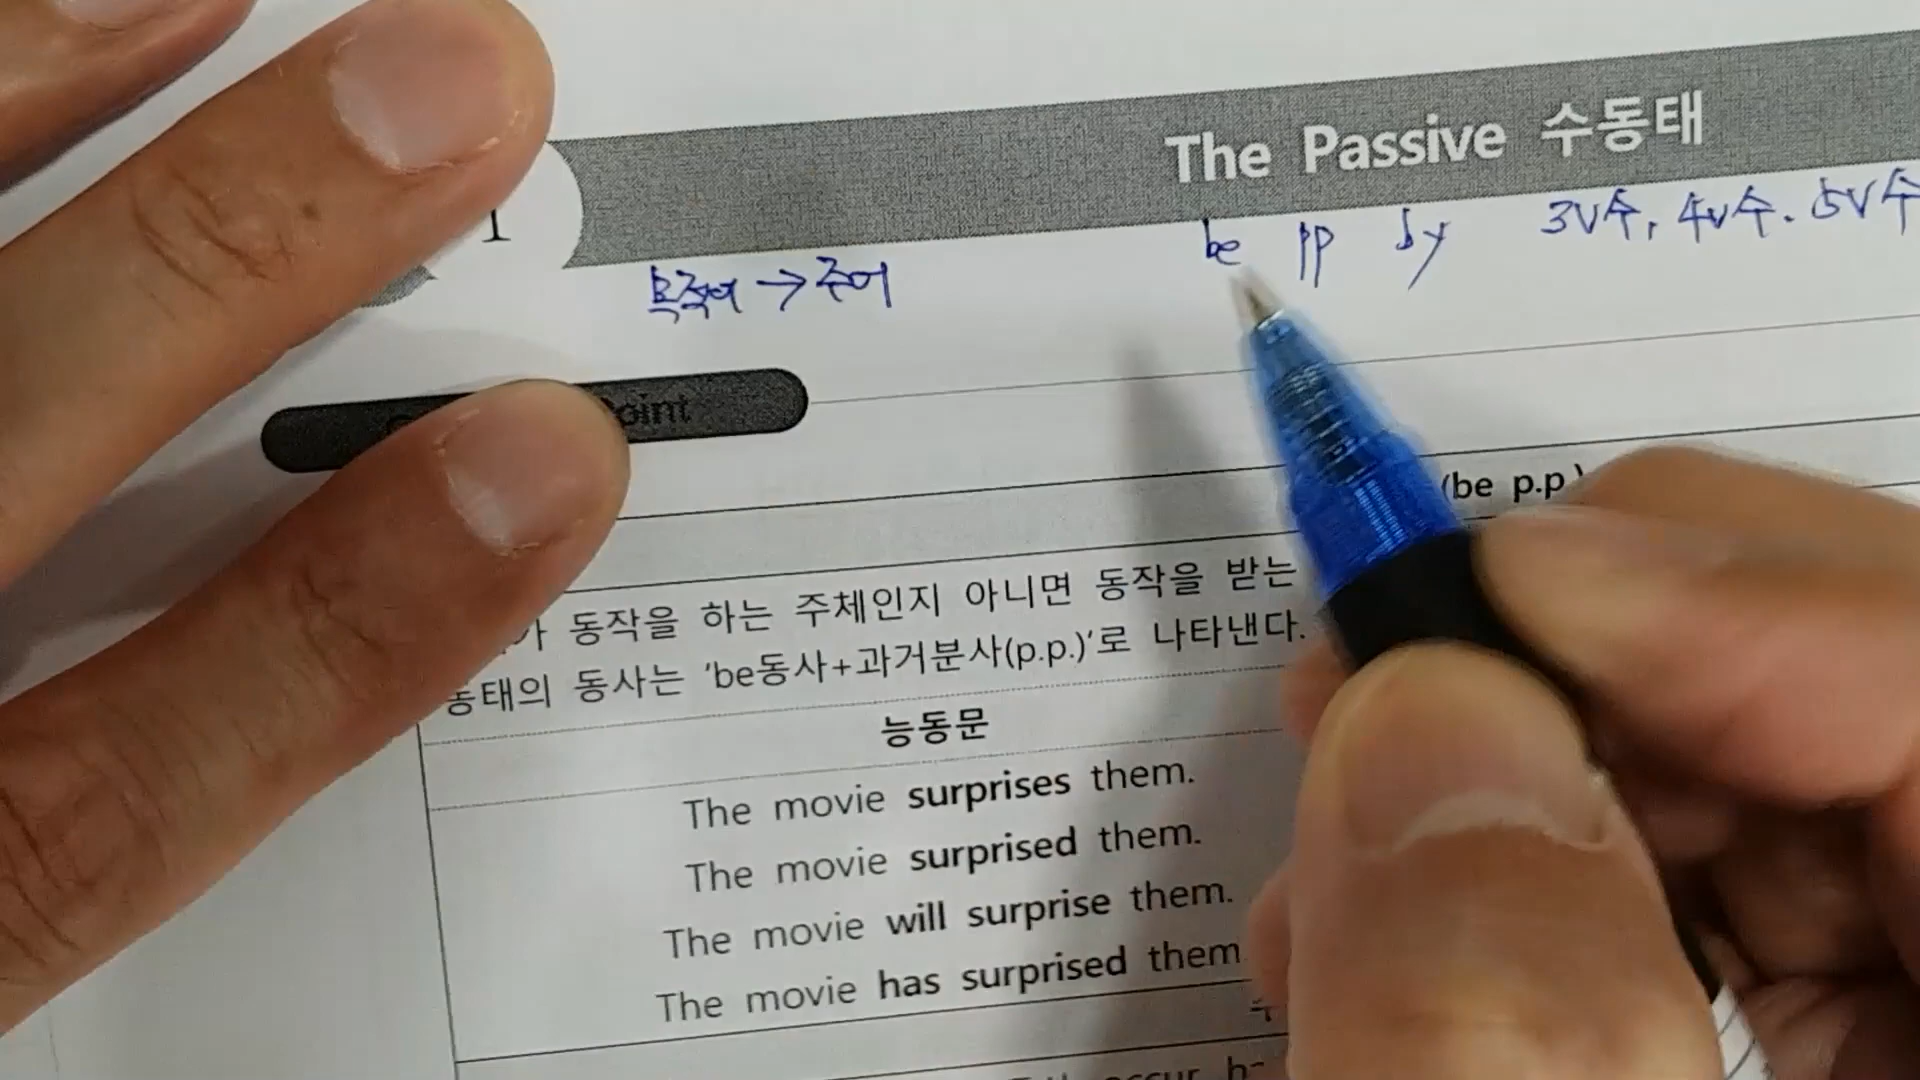 1
The Passive 수동태
목적어 → 주어 be pp by 3V수, 4V수. 5V수
oint
(be p.p.)
가 동작을 하는 주체인지 아니면 동작을 받는
동태의 동사는 'be동사+과거분사(p.p.)'로 나타낸다.
능동문
The movie surprises them.
The movie surprised them.
The movie will surprise them.
The movie has surprised them
occur